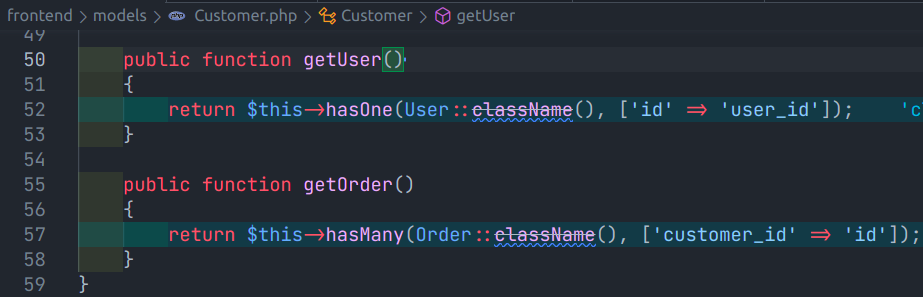 frontend > models > Customer.php > Customer > getUser
49
50 public function getUser()
51 {
52 return $this->hasOne(User::className(), ['id' => 'user_id']); 'cl
53 }
54
55 public function getOrder()
56 {
57 return $this->hasMany(Order::className(), ['customer_id' => 'id']);
58 }
59 }